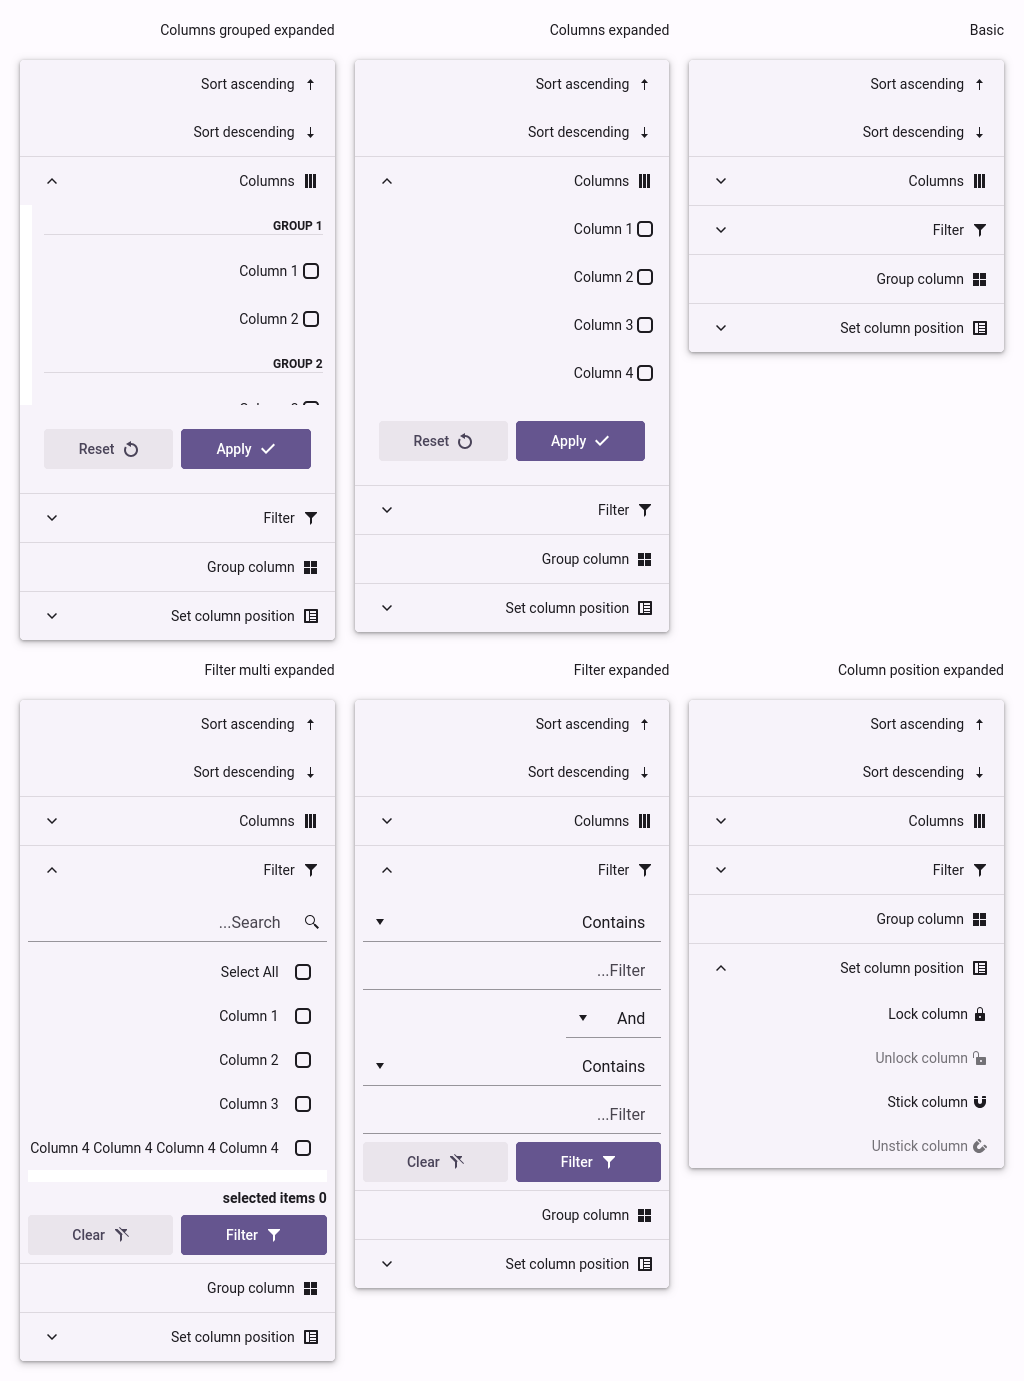 Basic
Sort ascending
Sort descending
Columns
Filter
Group column
Set column position
Columns expanded
Sort ascending
Sort descending
Columns
Column 1
Column 2
Column 3
Column 4
Apply
Reset
Filter
Group column
Set column position
Columns grouped expanded
Sort ascending
Sort descending
Columns
GROUP 1
Column 1
Column 2
GROUP 2
Apply
Reset
Filter
Group column
Set column position
Column position expanded
Sort ascending
Sort descending
Columns
Filter
Group column
Set column position
Lock column
Unlock column
Stick column
Unstick column
Filter expanded
Sort ascending
Sort descending
Columns
Filter
Contains
...Filter
And
Contains
...Filter
Filter
Clear
Group column
Set column position
Filter multi expanded
Sort ascending
Sort descending
Columns
Filter
...Search
Select All
Column 1
Column 2
Column 3
Column 4 Column 4 Column 4 Column 4
selected items 0
Filter
Clear
Group column
Set column position